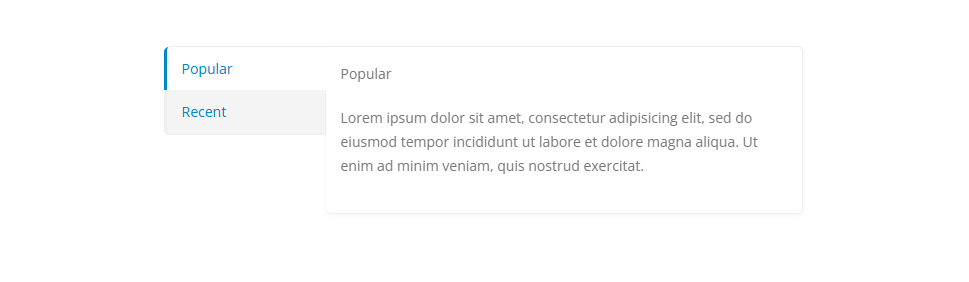 Popular
Recent
Popular
Lorem ipsum dolor sit amet, consectetur adipisicing elit, sed do
eiusmod tempor incididunt ut labore et dolore magna aliqua. Ut
enim ad minim veniam, quis nostrud exercitat.